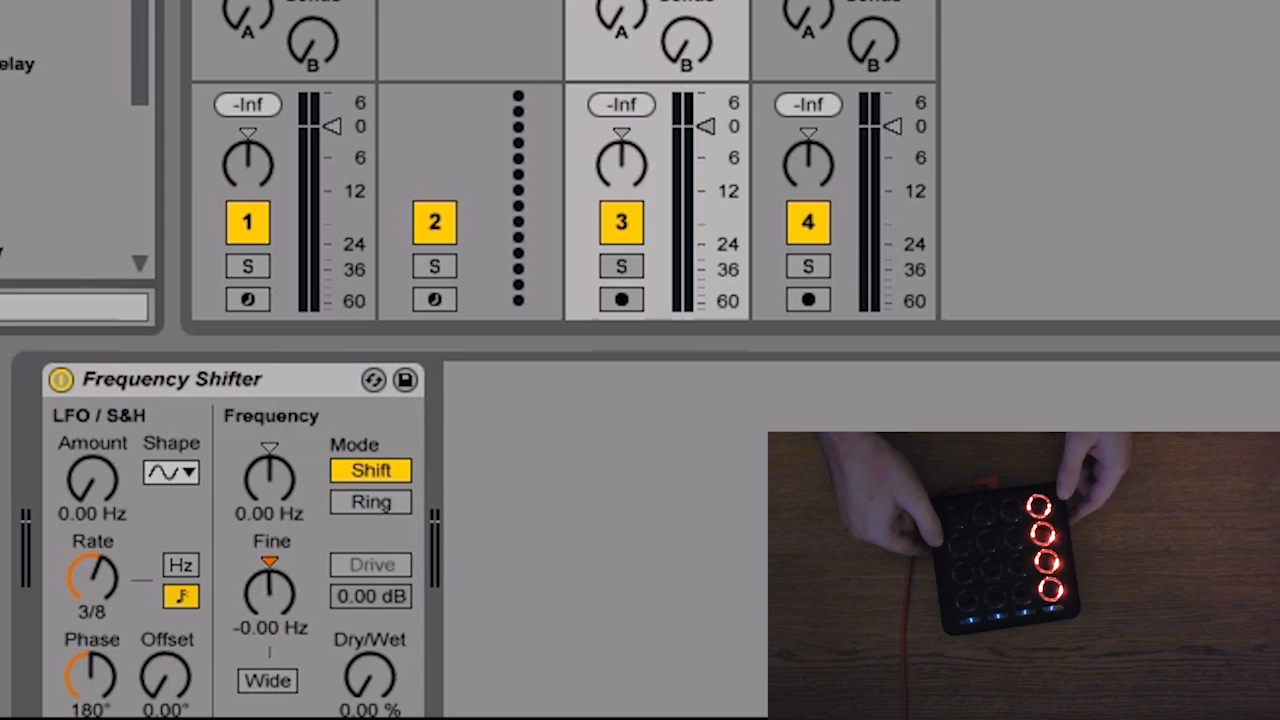 A
B
A
B
A
B
elay
-Inf 6 -Inf 6 -Inf 6
0 0 0
6 6 6
12 12 12
1 2 3 4
24 24 24
S S S S
36 36 36
60 60 60
Frequency Shifter
LFO / S&H Frequency
Amount Shape Mode
Shift
Ring
0.00 Hz 0.00 Hz
Rate Fine
Hz Drive
0.00 dB
3/8
-0.00 Hz
Phase Offset Dry/Wet
Wide
180° 0.00° 0.00 %